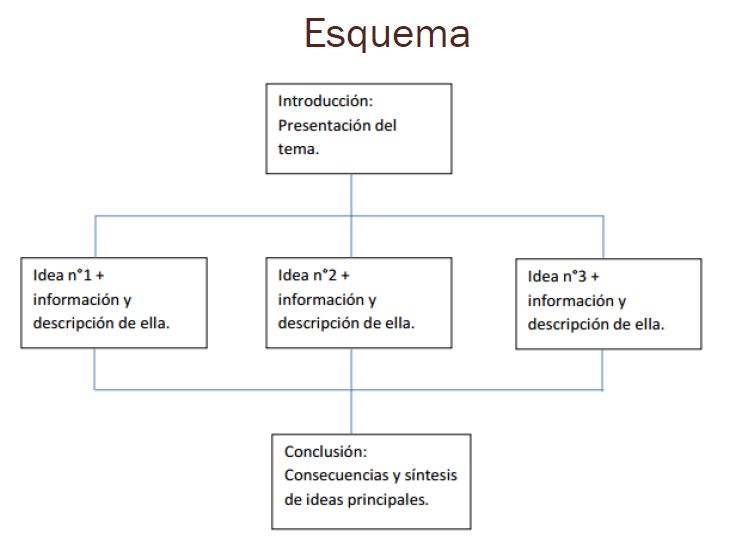 Esquema
Introducción:
Presentación del
tema.
Idea n°1 +
información y
descripción de ella.
Idea n°2 +
información y
descripción de ella.
Idea n°3 +
información y
descripción de ella.
Conclusión:
Consecuencias y síntesis
de ideas principales.